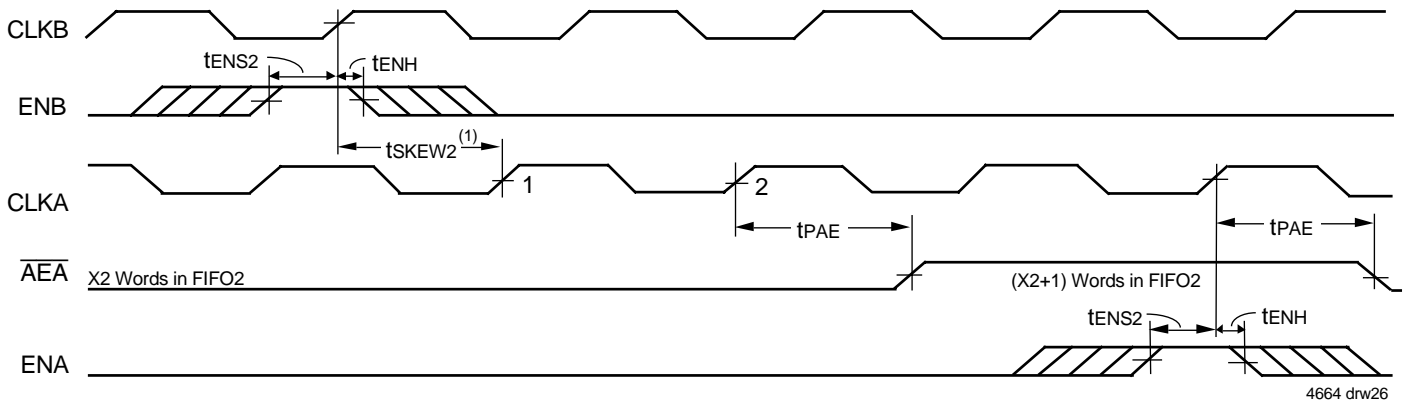 CLKB
tENS2 tENH
ENB
tSKEW2(1)
1 2
CLKA
tPAE tPAE
AEA X2 Words in FIFO2 (X2+1) Words in FIFO2
tENS2 tENH
ENA
4664 drw26